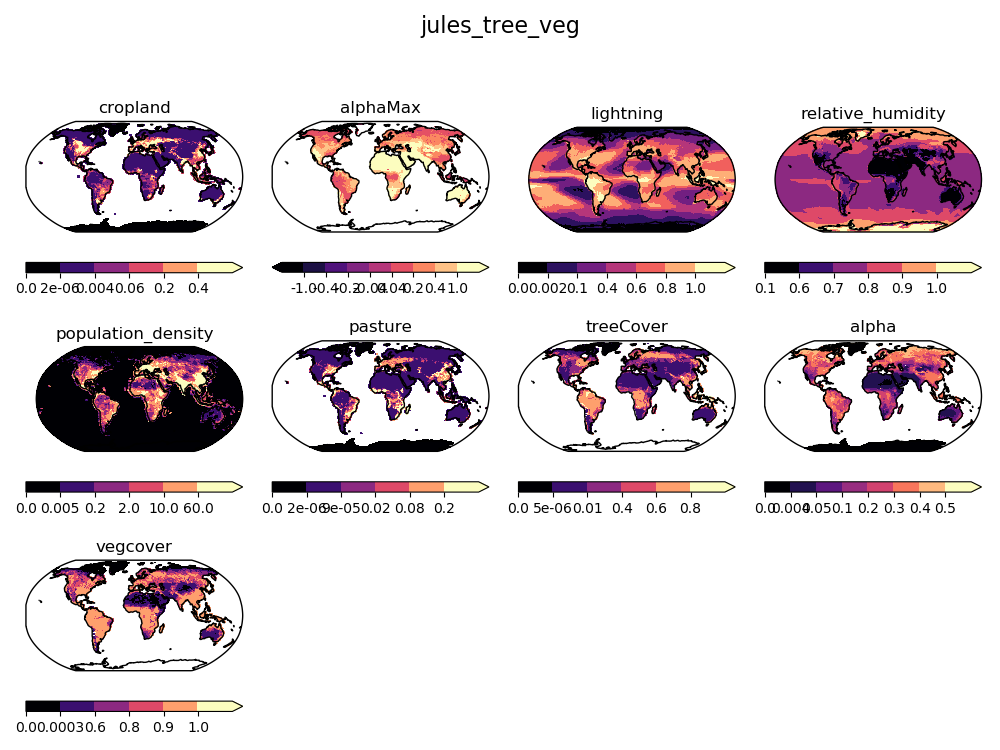 jules_tree_veg
cropland
alphaMax
lightning
relative_humidity
0.0 2e-06 0.004 0.06 0.2 0.4
-1.0 -0.4 -0.2 -0.04 0.04 0.2 0.4 1.0
0.0 0.002 0.1 0.4 0.6 0.8 1.0
0.1 0.6 0.7 0.8 0.9 1.0
population_density
pasture
treeCover
alpha
0.0 0.005 0.2 2.0 10.0 60.0
0.0 2e-06 9e-05 0.02 0.08 0.2
0.0 5e-06 0.01 0.4 0.6 0.8
0.0 0.004 0.05 0.1 0.2 0.3 0.4 0.5
vegcover
0.0 0.0003 0.6 0.8 0.9 1.0